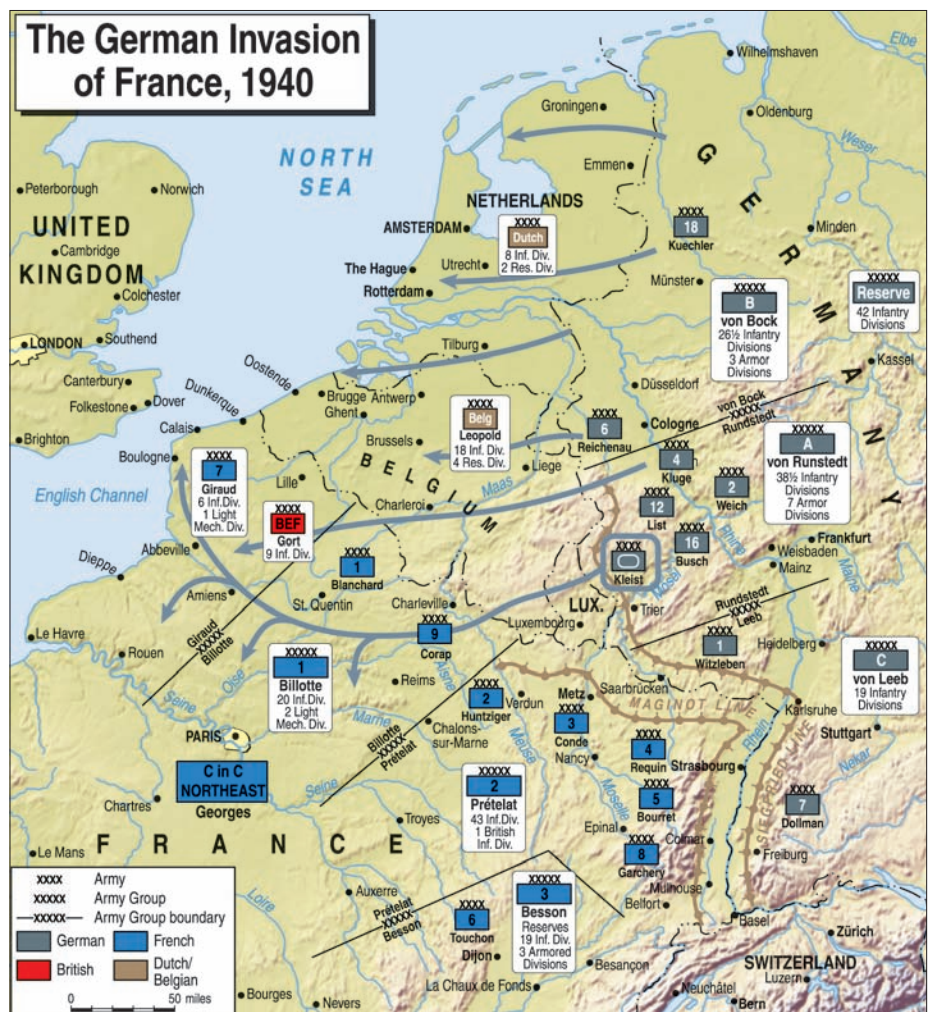 The German Invasion
of France, 1940
NORTH
SEA
Elbe
Wilhelmshaven
Groningen
Oldenburg
Weser
Emmen
GERMANY
Peterborough
Norwich
NETHERLANDS
UNITED
KINGDOM
Cambridge
Colchester
AMSTERDAM
XXXX
Dutch
8 Inf. Div.
2 Res. Div.
XXXX
18
Kuechler
Minden
The Hague
Utrecht
Rotterdam
Münster
XXXXX
B
von Bock
26½ Infantry
Divisions
3 Armor
Divisions
XXXXX
Reserve
42 Infantry
Divisions
LONDON
Southend
Tilburg
Kassel
Canterbury
Folkestone
Dover
Brighton
Dunkerque
Oostende
Brugge
Antwerp
Ghent
Düsseldorf
von Bock
XXXXX
Rundstedt
Calais
Boulogne
Brussels
XXXX
Belg
Leopold
18 Inf. Div.
4 Res. Div.
XXXX
6
Reichenau
Cologne
XXXXX
A
von Runstedt
38½ Infantry
Divisions
7 Armor
Divisions
XXXX
7
Giraud
6 Inf.Div.
1 Light
Mech. Div.
BELGIUM
Liege
XXXX
4
Kluge
XXXX
2
Weich
English Channel
Lille
Maas
XXXX
BEF
Gort
9 Inf. Div.
Charleroi
XXXX
12
List
XXXX
16
Busch
Rhine
Frankfurt
Wiesbaden
Mainz
Maine
Dieppe
Abbeville
XXXX
1
Blanchard
XXXX
Kleist
Mosel
Amiens
St. Quentin
Charleville
LUX.
Luxembourg
Trier
Rundstedt
XXXXX
Leeb
Le Havre
Rouen
Giraud
XXXXX
Billotte
Oise
XXXX
9
Corap
Aisne
XXXX
1
Witzleben
Heidelberg
XXXXX
C
von Leeb
19 Infantry
Divisions
Seine
XXXXX
1
Billotte
20 Inf.Div.
2 Light
Mech. Div.
Reims
XXXX
2
Huntziger
Verdun
Metz
Saarbrücken
MAGINOT LINE
Karlsruhe
Marne
Chalons-
sur-Marne
Meuse
XXXX
3
Conde
Nancy
Rhein
Stuttgart
PARIS
C in C
NORTHEAST
Georges
Billotte
XXXXX
Prételat
XXXX
4
Requin
Strasbourg
SIEGFRIED LINE
Nekar
Seine
XXXXX
2
Prételat
43 Inf.Div.
1 British
Inf. Div.
Moselle
XXXX
5
Bourret
XXXX
7
Dollman
Chartres
Troyes
Epinal
XXXX
8
Garchery
Colmar
Freiburg
Le Mans
FRANCE
Mulhouse
Belfort
Basel
Loire
Auxerre
Prételat
XXXXX
Besson
XXXX
6
Touchon
Dijon
XXXXX
3
Besson
Reserves
19 Inf. Div.
3 Armored
Divisions
Besançon
Zürich
SWITZERLAND
Luzern
Bourges
Nevers
La Chaux de Fonds
Neuchâtel
Bern
XXXX Army
XXXXX Army Group
XXXXX Army Group boundary
German
French
British
Dutch/
Belgian
0 50 miles